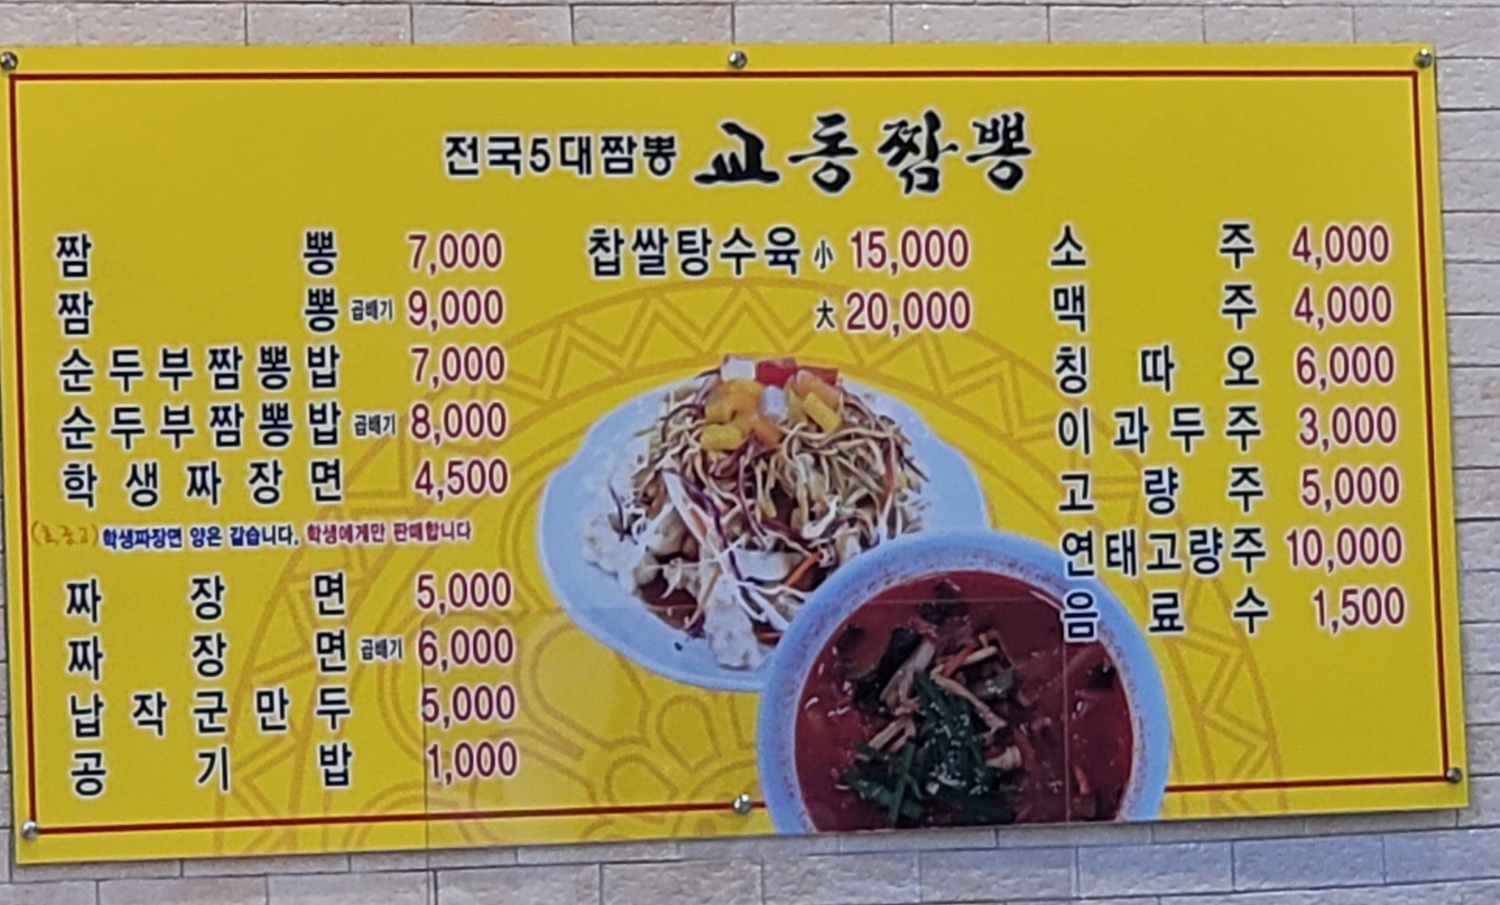 전국5대짬뽕 교동짬뽕
짬뽕 7,000
짬뽕 곱배기 9,000
순두부짬뽕밥 7,000
순두부짬뽕밥 곱배기 8,000
학생짜장면 4,500
(초중고) 학생짜장면 양은 같습니다. 학생에게만 판매합니다
짜장면 5,000
짜장면 곱배기 6,000
납작군만두 5,000
공기밥 1,000
찹쌀탕수육 小 15,000
大 20,000
소주 4,000
맥주 4,000
칭따오 6,000
이과두주 3,000
고량주 5,000
연태고량주 10,000
음료수 1,500